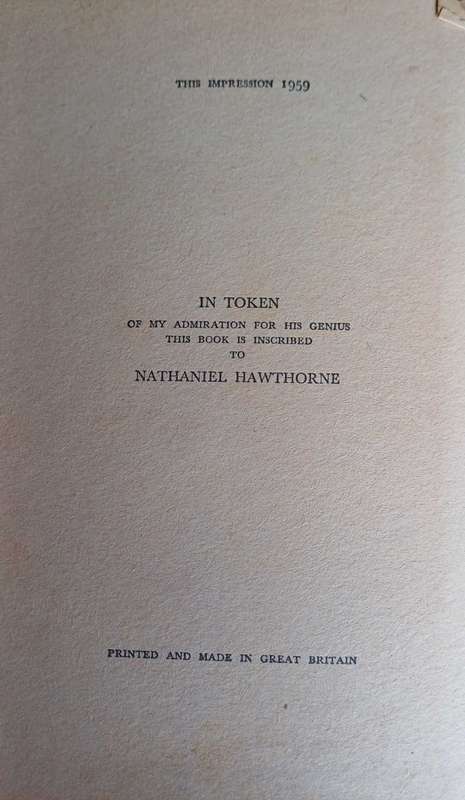 THIS IMPRESSION 1959
IN TOKEN
OF MY ADMIRATION FOR HIS GENIUS
THIS BOOK IS INSCRIBED
TO
NATHANIEL HAWTHORNE
PRINTED AND MADE IN GREAT BRITAIN